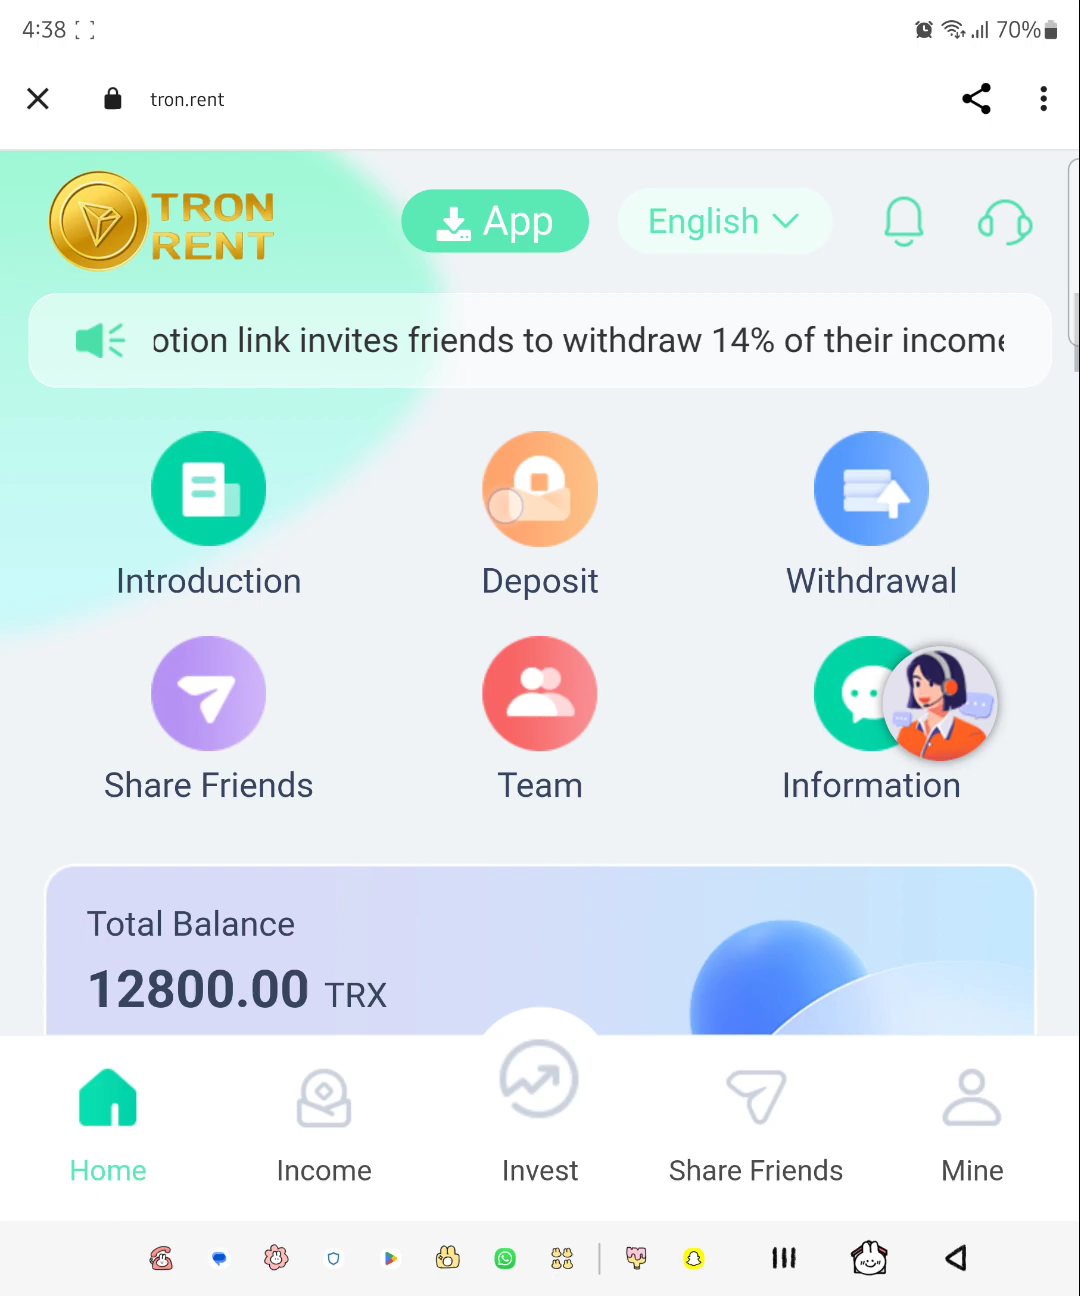 4:38
70%
tron.rent
TRON
RENT
App
English
otion link invites friends to withdraw 14% of their income
Introduction
Deposit
Withdrawal
Share Friends
Team
Information
Total Balance
12800.00 TRX
Home
Income
Invest
Share Friends
Mine